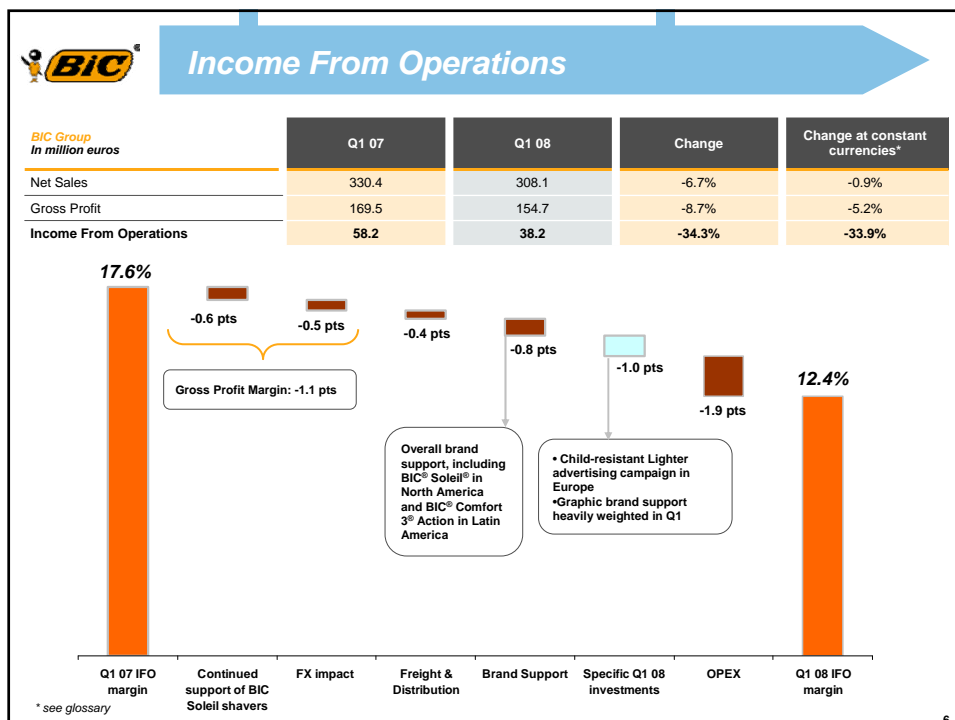 BiC®
Income From Operations
BIC Group
In million euros
Q1 07
Q1 08
Change
Change at constant
currencies*
Net Sales 330.4 308.1 -6.7% -0.9%
Gross Profit 169.5 154.7 -8.7% -5.2%
Income From Operations 58.2 38.2 -34.3% -33.9%
17.6%
-0.6 pts
-0.5 pts
-0.4 pts
-0.8 pts
-1.0 pts
-1.9 pts
12.4%
Gross Profit Margin: -1.1 pts
Overall brand
support, including
BIC® Soleil® in
North America
and BIC® Comfort
3® Action in Latin
America
• Child-resistant Lighter
advertising campaign in
Europe
•Graphic brand support
heavily weighted in Q1
Q1 07 IFO
margin
Continued
support of BIC
Soleil shavers
FX impact
Freight &
Distribution
Brand Support
Specific Q1 08
investments
OPEX
Q1 08 IFO
margin
* see glossary
6